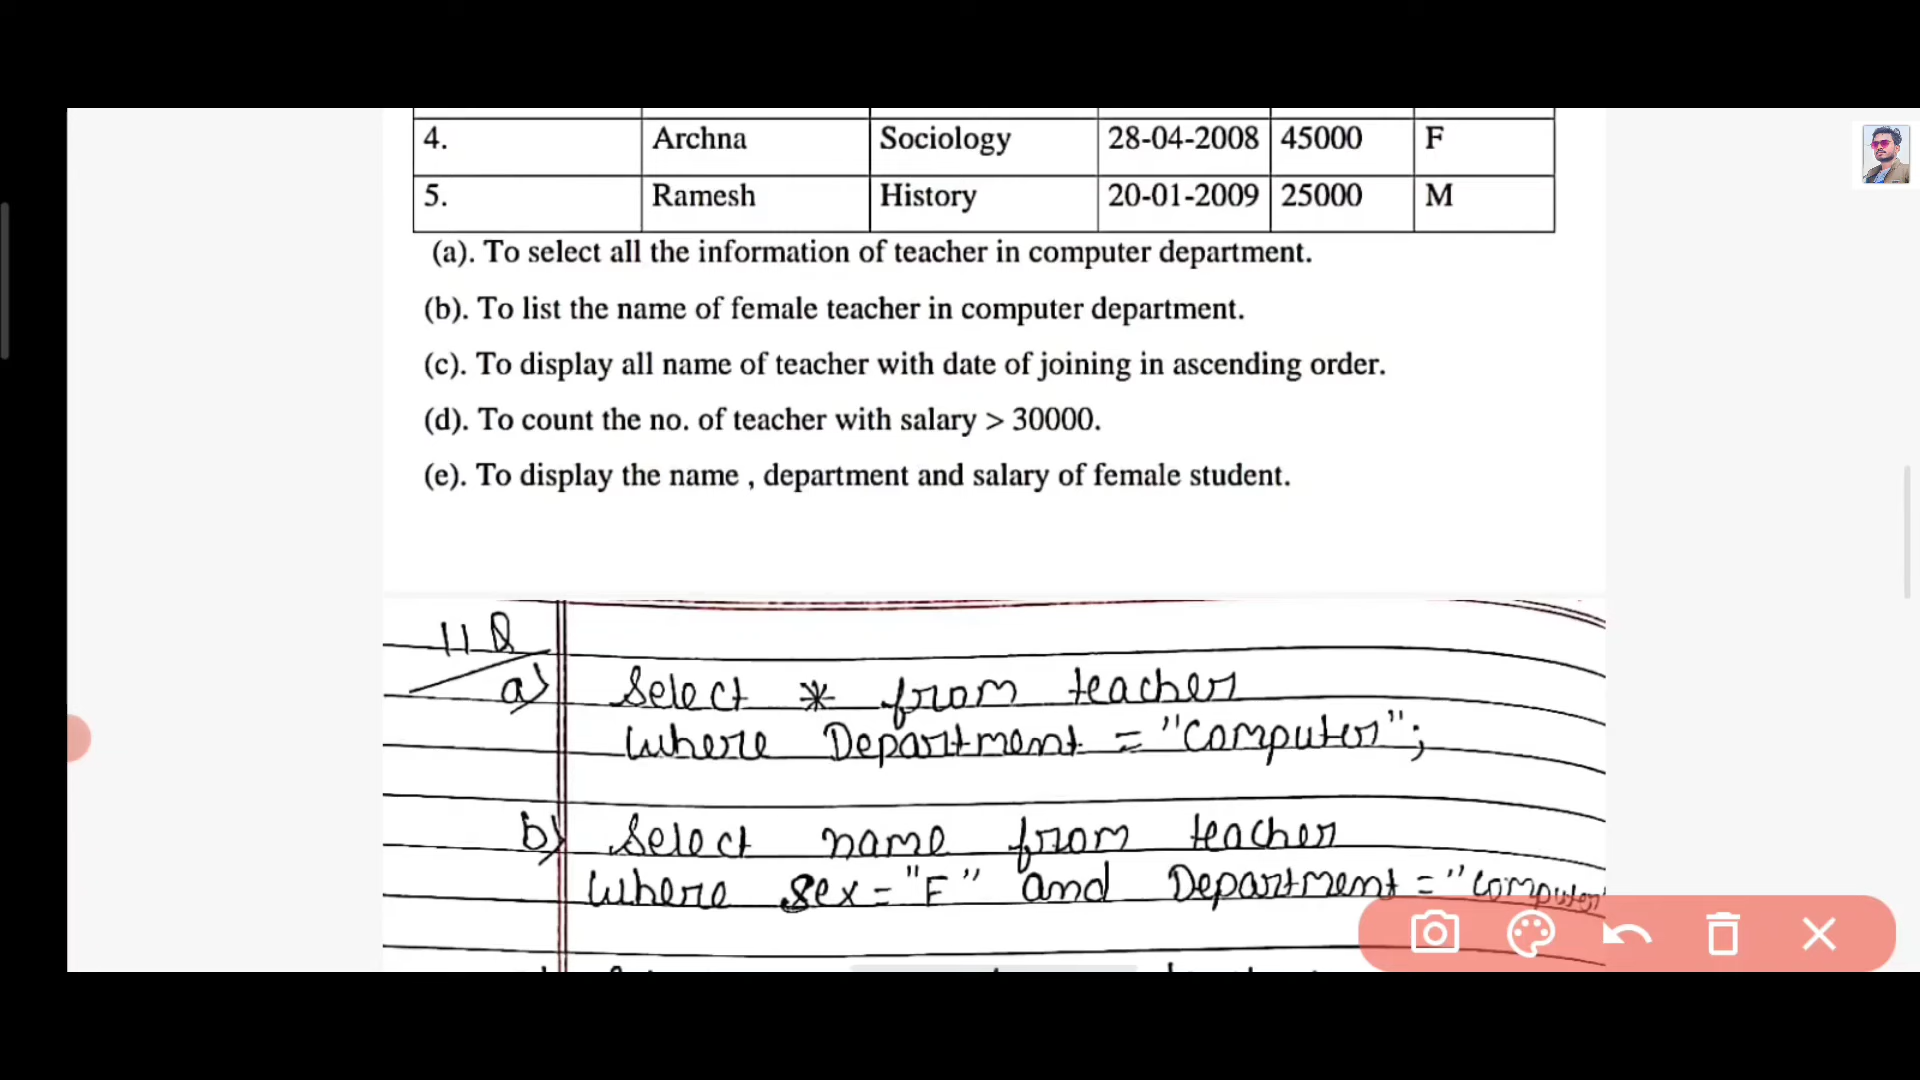 4. Archna Sociology 28-04-2008 45000 F
5. Ramesh History 20-01-2009 25000 M
(a). To select all the information of teacher in computer department.
(b). To list the name of female teacher in computer department.
(c). To display all name of teacher with date of joining in ascending order.
(d). To count the no. of teacher with salary > 30000.
(e). To display the name , department and salary of female student.
11Q
a) Select * from teacher
where Department = "Computer";
b) Select name from teacher
where sex = "F" and Department = "Computer"